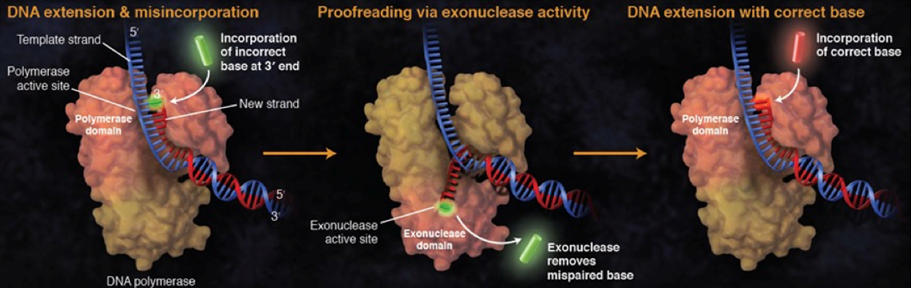 DNA extension & misincorporation
5′
Template strand
Incorporation
of incorrect
base at 3′ end
Polymerase
active site
3′
New strand
Polymerase
domain
5′
3′
DNA polymerase
Proofreading via exonuclease activity
Exonuclease
active site
Exonuclease
domain
Exonuclease
removes
mispaired base
DNA extension with correct base
Incorporation
of correct base
Polymerase
domain